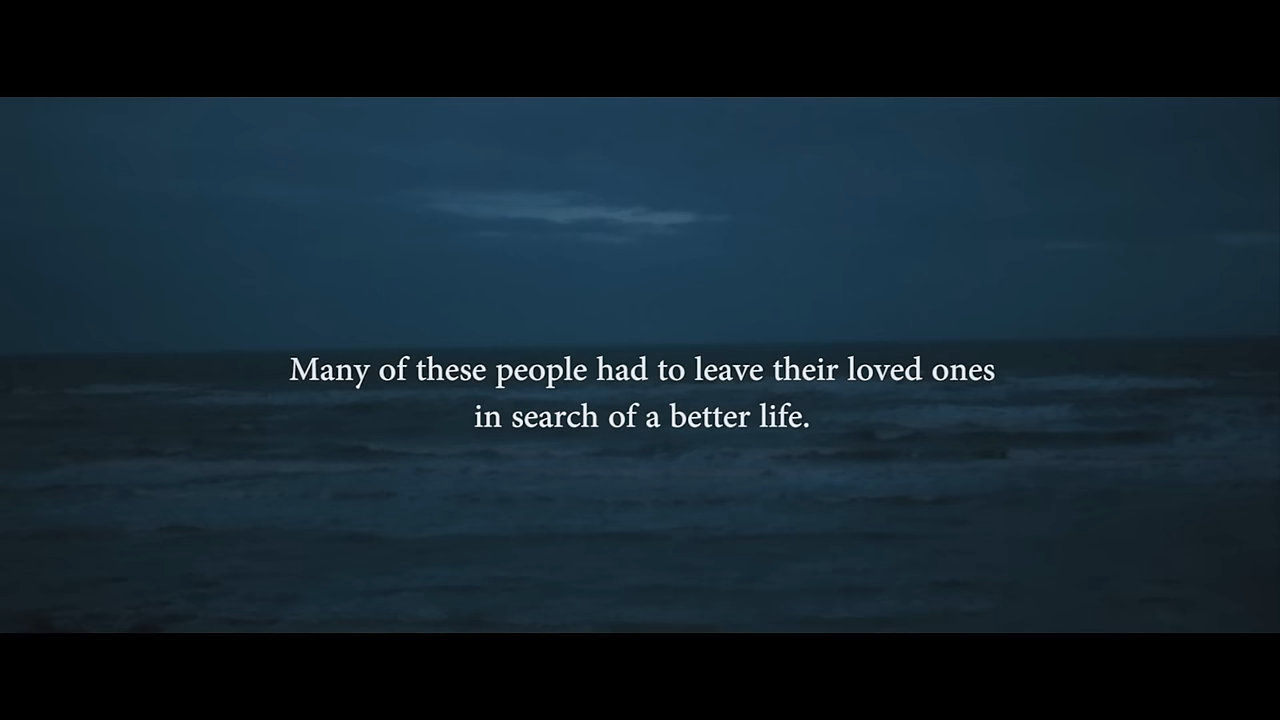 Many of these people had to leave their loved ones
in search of a better life.